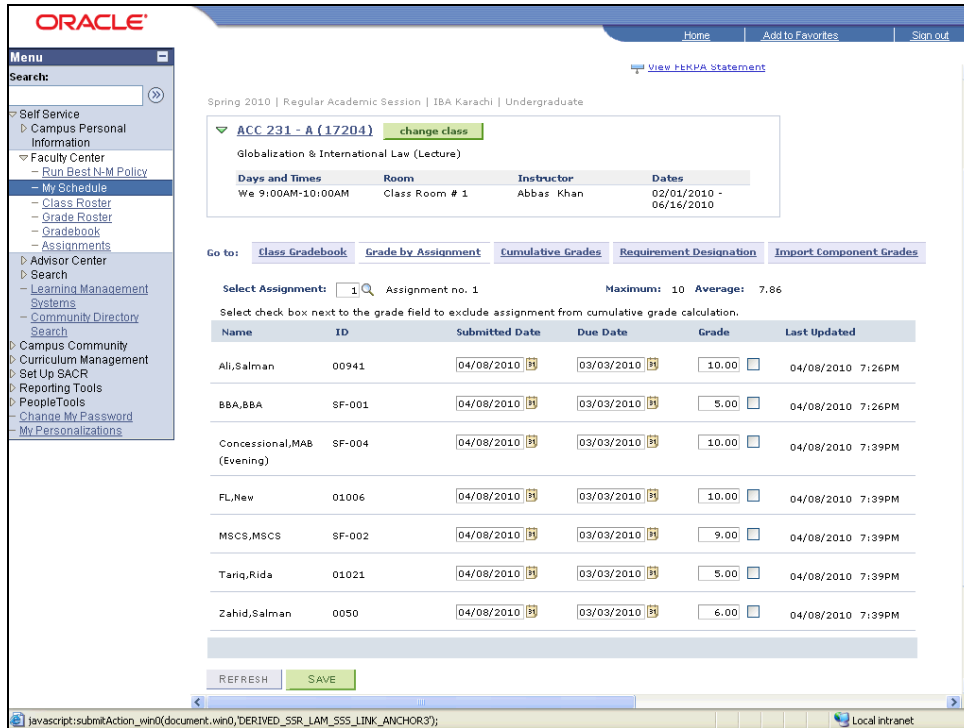 ORACLE
Home Add to Favorites Sign out
Menu
Search:
Self Service
Campus Personal
Information
Faculty Center
Run Best N-M Policy
My Schedule
Class Roster
Grade Roster
Gradebook
Assignments
Advisor Center
Search
Learning Management
Systems
Community Directory
Search
Campus Community
Curriculum Management
Set Up SACR
Reporting Tools
PeopleTools
Change My Password
My Personalizations
View FERPA Statement
Spring 2010 | Regular Academic Session | IBA Karachi | Undergraduate
ACC 231 - A (17204) change class
Globalization & International Law (Lecture)
Days and Times Room Instructor Dates
We 9:00AM-10:00AM Class Room # 1 Abbas Khan 02/01/2010 -
06/16/2010
Go to: Class Gradebook Grade by Assignment Cumulative Grades Requirement Designation Import Component Grades
Select Assignment: 1 Assignment no. 1 Maximum: 10 Average: 7.86
Select check box next to the grade field to exclude assignment from cumulative grade calculation.
Name ID Submitted Date Due Date Grade Last Updated
Ali,Salman 00941 04/08/2010 03/03/2010 10.00 04/08/2010 7:26PM
BBA,BBA SF-001 04/08/2010 03/03/2010 5.00 04/08/2010 7:26PM
Concessional,MAB SF-004 04/08/2010 03/03/2010 10.00 04/08/2010 7:39PM
(Evening)
FL,New 01006 04/08/2010 03/03/2010 10.00 04/08/2010 7:39PM
MSCS,MSCS SF-002 04/08/2010 03/03/2010 9.00 04/08/2010 7:39PM
Tariq,Rida 01021 04/08/2010 03/03/2010 5.00 04/08/2010 7:39PM
Zahid,Salman 0050 04/08/2010 03/03/2010 6.00 04/08/2010 7:39PM
REFRESH SAVE
javascript:submitAction_win0(document.win0,'DERIVED_SSR_LAM_SSS_LINK_ANCHOR3'); Local intranet